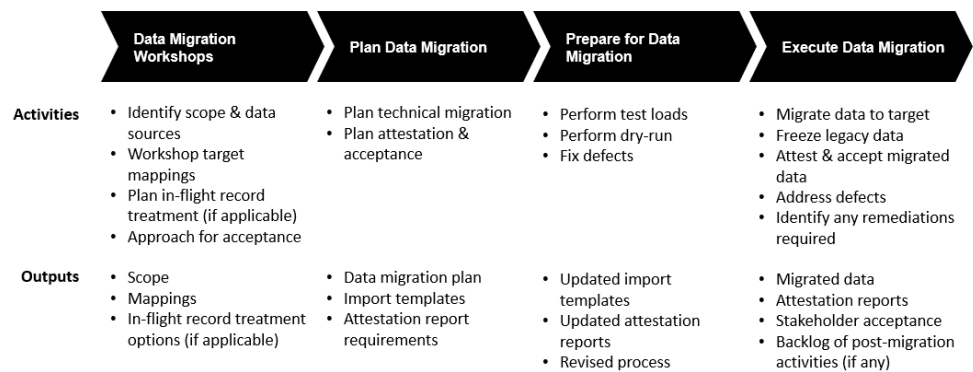 Data Migration
Workshops
Plan Data Migration
Prepare for Data
Migration
Execute Data Migration
Activities
• Identify scope & data
sources
• Workshop target
mappings
• Plan in-flight record
treatment (if applicable)
• Approach for acceptance
• Plan technical migration
• Plan attestation &
acceptance
• Perform test loads
• Perform dry-run
• Fix defects
• Migrate data to target
• Freeze legacy data
• Attest & accept migrated
data
• Address defects
• Identify any remediations
required
Outputs
• Scope
• Mappings
• In-flight record treatment
options (if applicable)
• Data migration plan
• Import templates
• Attestation report
requirements
• Updated import
templates
• Updated attestation
reports
• Revised process
• Migrated data
• Attestation reports
• Stakeholder acceptance
• Backlog of post-migration
activities (if any)